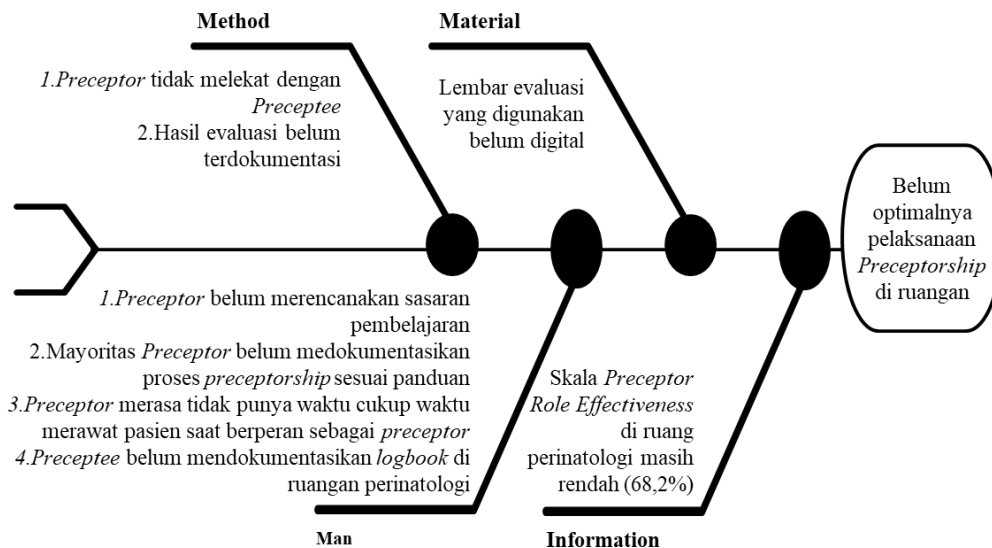 Method
1.Preceptor tidak melekat dengan
Preceptee
2.Hasil evaluasi belum
terdokumentasi
Material
Lembar evaluasi
yang digunakan
belum digital
Belum
optimalnya
pelaksanaan
Preceptorship
di ruangan
1.Preceptor belum merencanakan sasaran
pembelajaran
2.Mayoritas Preceptor belum medokumentasikan
proses preceptorship sesuai panduan
3.Preceptor merasa tidak punya waktu cukup waktu
merawat pasien saat berperan sebagai preceptor
4.Preceptee belum mendokumentasikan logbook di
ruangan perinatologi
Man
Skala Preceptor
Role Effectiveness
di ruang
perinatologi masih
rendah (68,2%)
Information